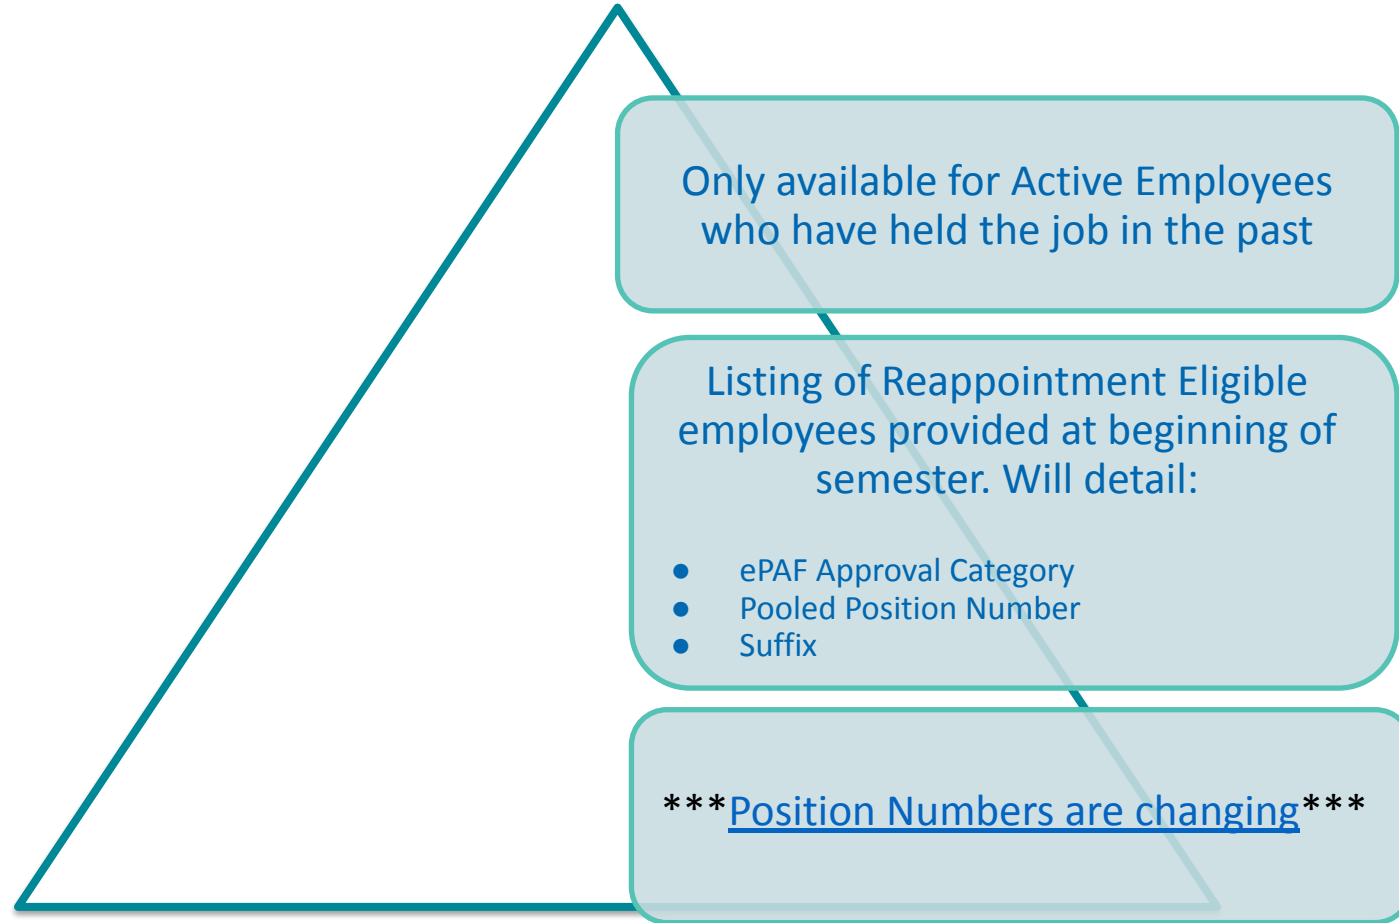 Only available for Active Employees
who have held the job in the past
Listing of Reappointment Eligible
employees provided at beginning of
semester. Will detail:
● ePAF Approval Category
● Pooled Position Number
● Suffix
***Position Numbers are changing***